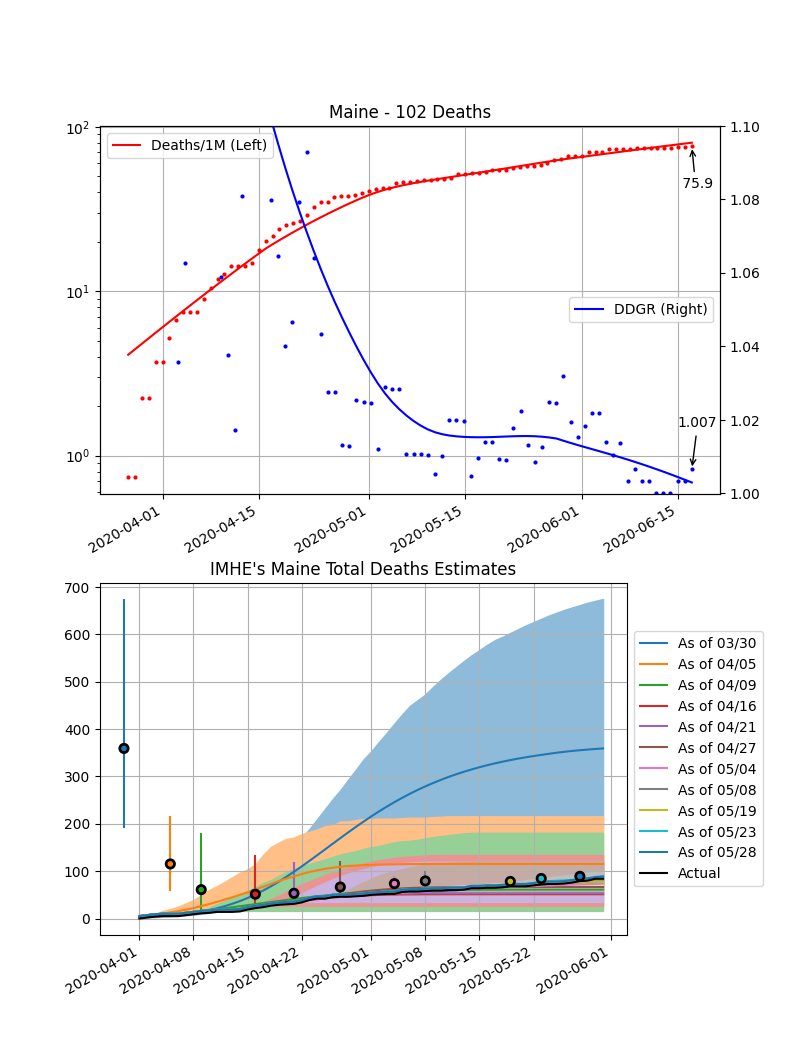 Maine - 102 Deaths
10^2
10^1
10^0
Deaths/1M (Left)
DDGR (Right)
75.9
1.007
1.10
1.08
1.06
1.04
1.02
1.00
2020-04-01
2020-04-15
2020-05-01
2020-05-15
2020-06-01
2020-06-15
IMHE's Maine Total Deaths Estimates
700
600
500
400
300
200
100
0
2020-04-01
2020-04-08
2020-04-15
2020-04-22
2020-05-01
2020-05-08
2020-05-15
2020-05-22
2020-06-01
As of 03/30
As of 04/05
As of 04/09
As of 04/16
As of 04/21
As of 04/27
As of 05/04
As of 05/08
As of 05/19
As of 05/23
As of 05/28
Actual